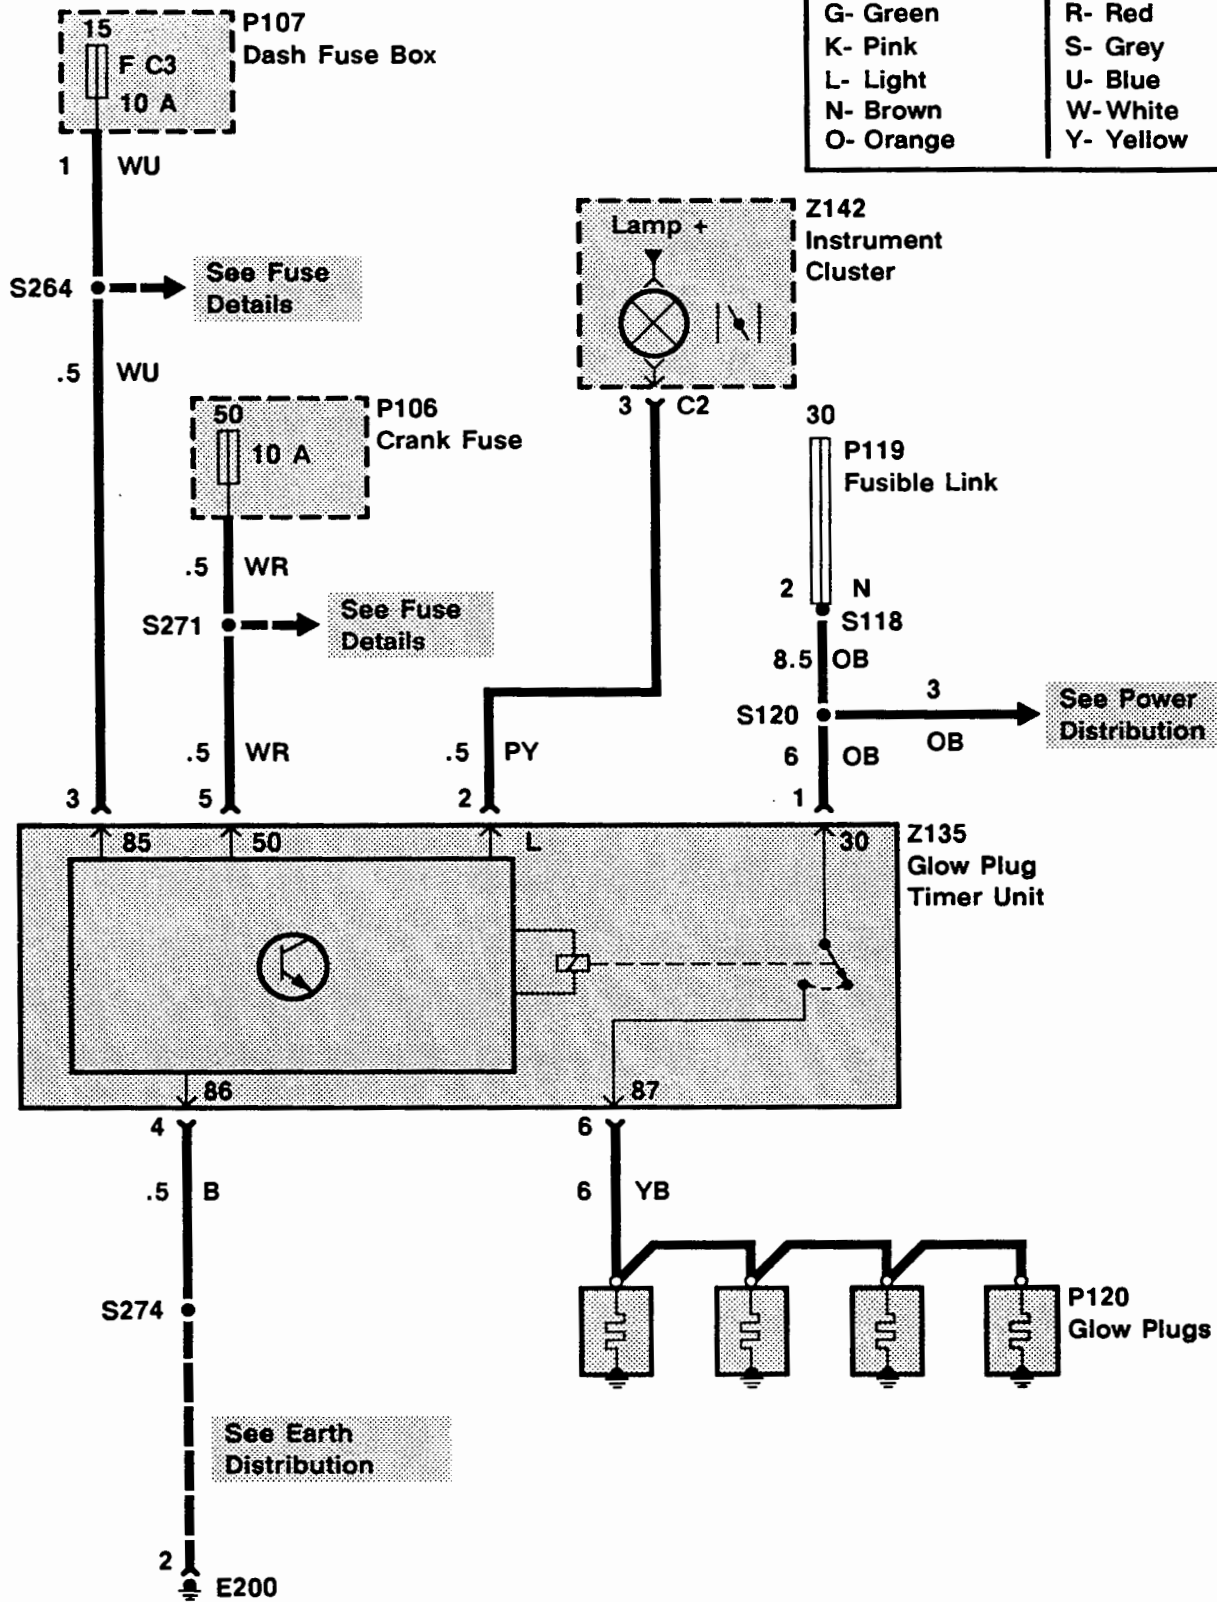 G- Green
R- Red
K- Pink
S- Grey
L- Light
U- Blue
N- Brown
W- White
O- Orange
Y- Yellow
P107
Dash Fuse Box
15
F C3
10 A
1 WU
S264
See Fuse
Details
.5 WU
Z142
Instrument
Cluster
Lamp +
3 C2
P106
Crank Fuse
50
10 A
.5 WR
S271
See Fuse
Details
.5 WR
30
P119
Fusible Link
2 N
S118
8.5 OB
S120
3
OB
See Power
Distribution
6 OB
.5 PY
3
5
2
1
85
50
L
30
Z135
Glow Plug
Timer Unit
86
87
4
6
.5 B
6 YB
S274
P120
Glow Plugs
See Earth
Distribution
2
E200